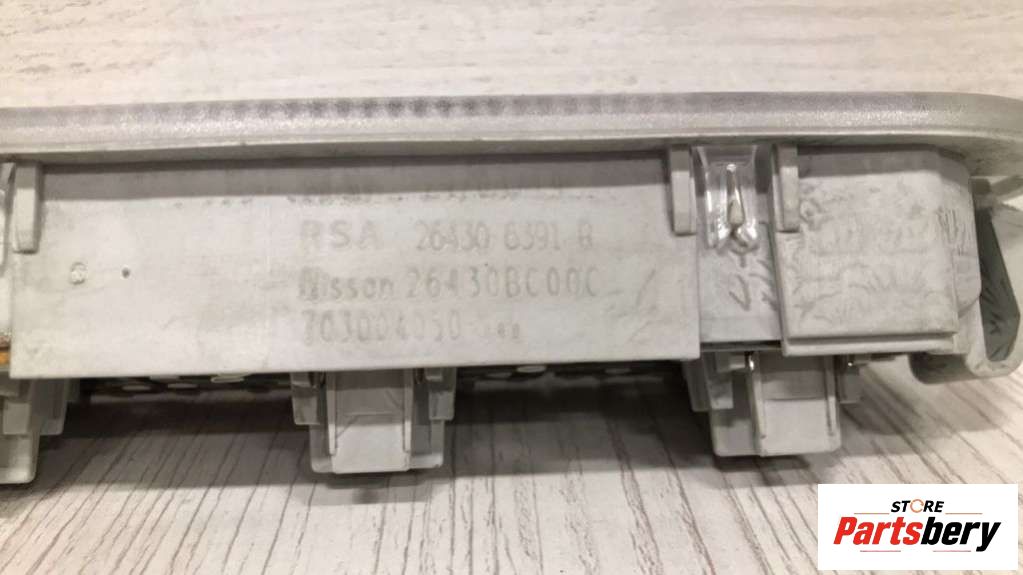 RSA 26430 6391 R
Nissan 26430BC00C
703004050
STORE
Partsbery